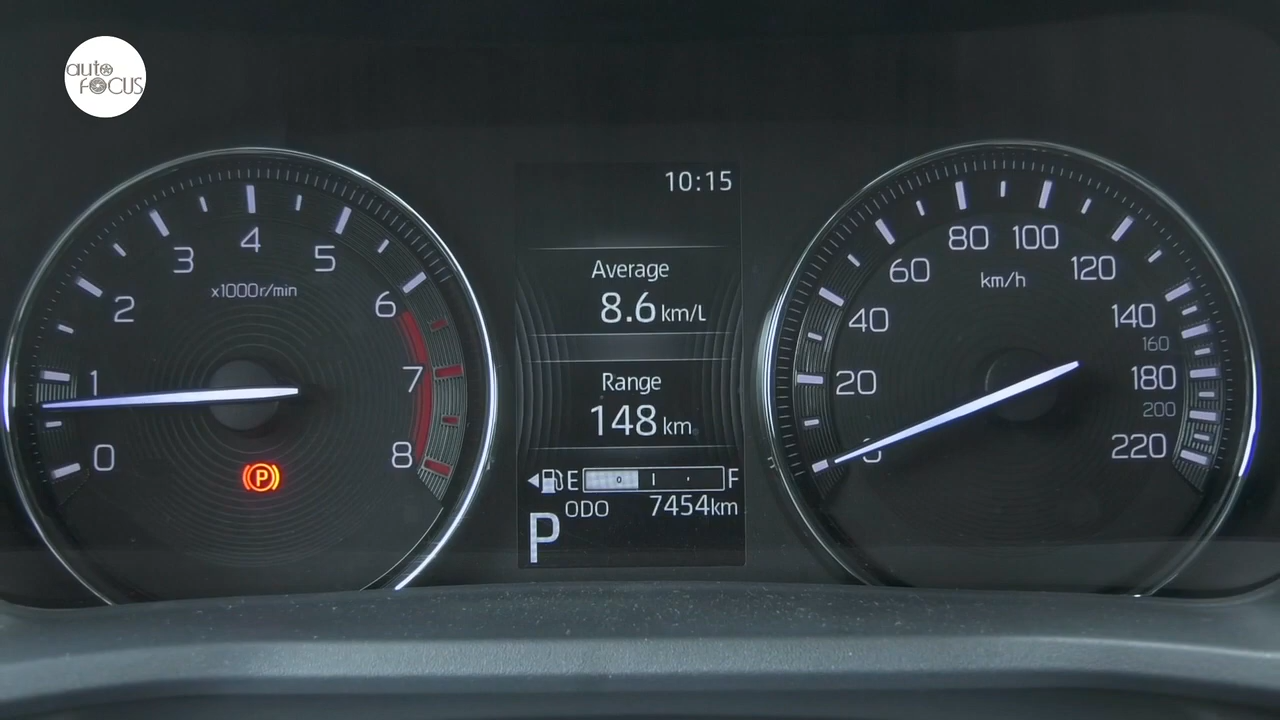 auto
FOCUS
0
1
2
3
4
5
6
7
8
x1000r/min
P
10:15
Average
8.6 km/L
Range
148 km
E F
ODO 7454km
P
0
20
40
60
80
100
120
140
160
180
200
220
km/h